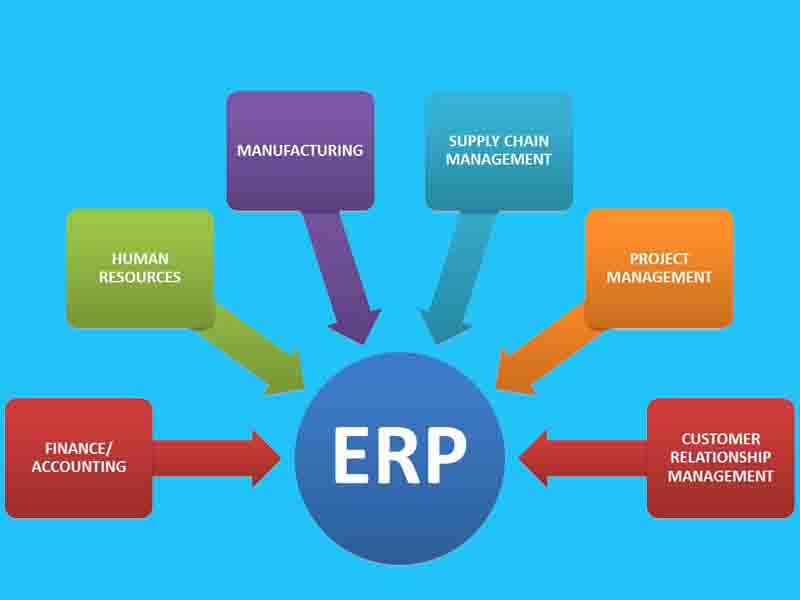 MANUFACTURING
SUPPLY CHAIN
MANAGEMENT
HUMAN
RESOURCES
PROJECT
MANAGEMENT
FINANCE/
ACCOUNTING
ERP
CUSTOMER
RELATIONSHIP
MANAGEMENT